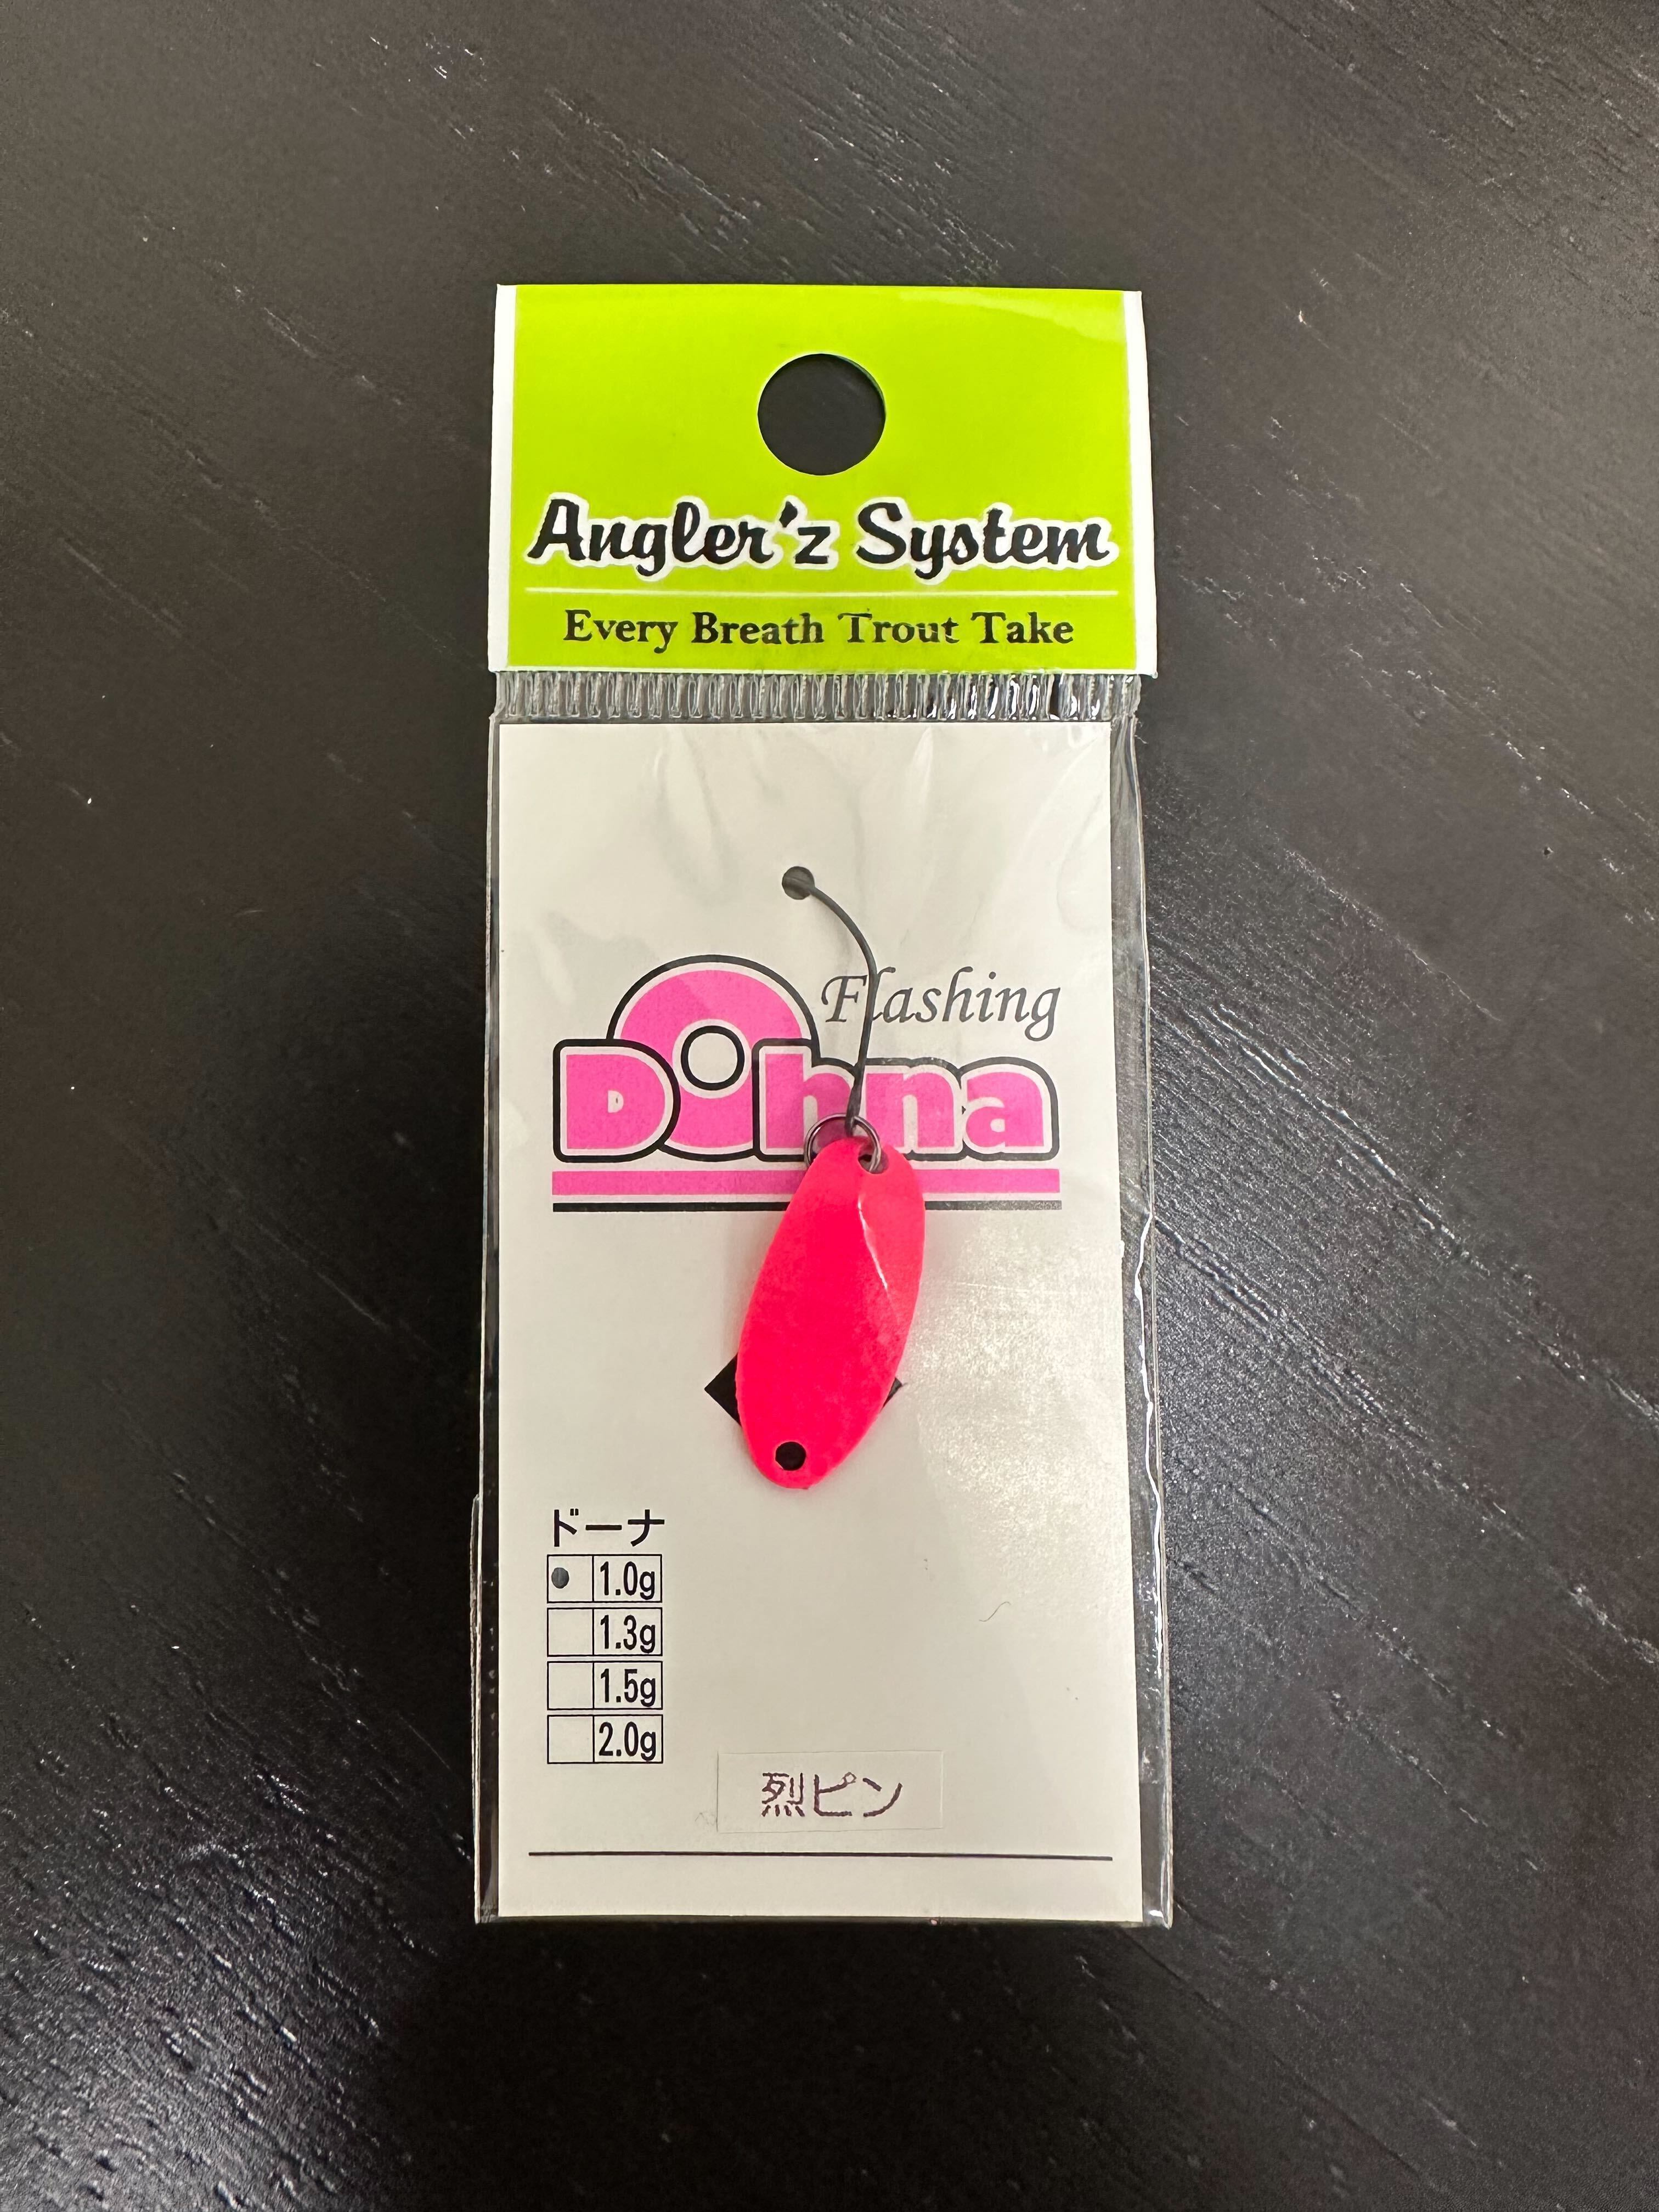 Angler'z System
Every Breath Trout Take
Flashing
Dohna
ドーナ
1.0g
1.3g
1.5g
2.0g
烈ピン